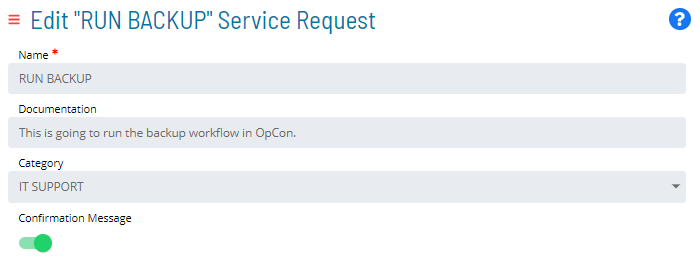 Edit "RUN BACKUP" Service Request
?
Name *
RUN BACKUP
Documentation
This is going to run the backup workflow in OpCon.
Category
IT SUPPORT
Confirmation Message